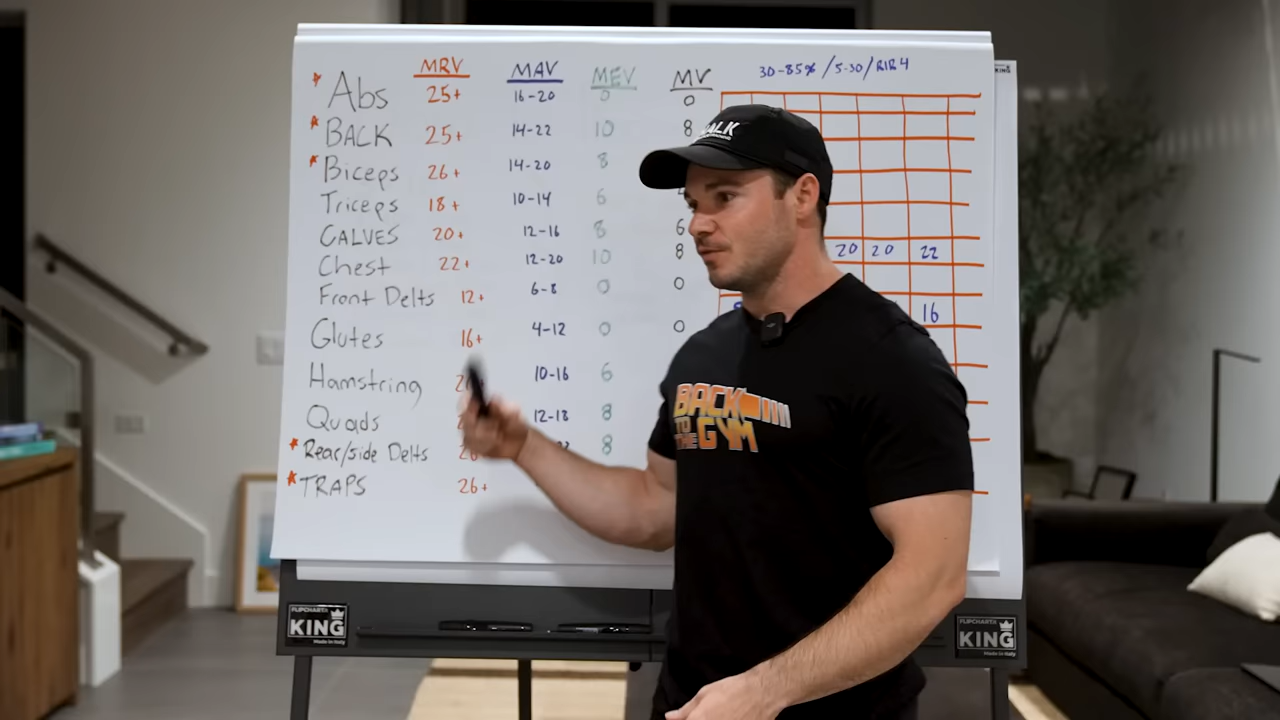 MRV MAV MEV MV 30-85% / 5-30 / RIR 4
* Abs 25+ 16-20 0 0
* BACK 25+ 14-22 10 8
* Biceps 26+ 14-20 8
Triceps 18+ 10-14 6
CALVES 20+ 12-16 8 6
Chest 22+ 12-20 10 8 20 20 22
Front Delts 12+ 6-8 0 0 16
Glutes 16+ 4-12 0 0
Hamstring 10-16 6
Quads 12-18 8
* Rear/side Delts 8
* TRAPS 26+
BACK
TO
THE GYM
KING
FLIPCHART
KING
Made in Italy
KING
Made in Italy